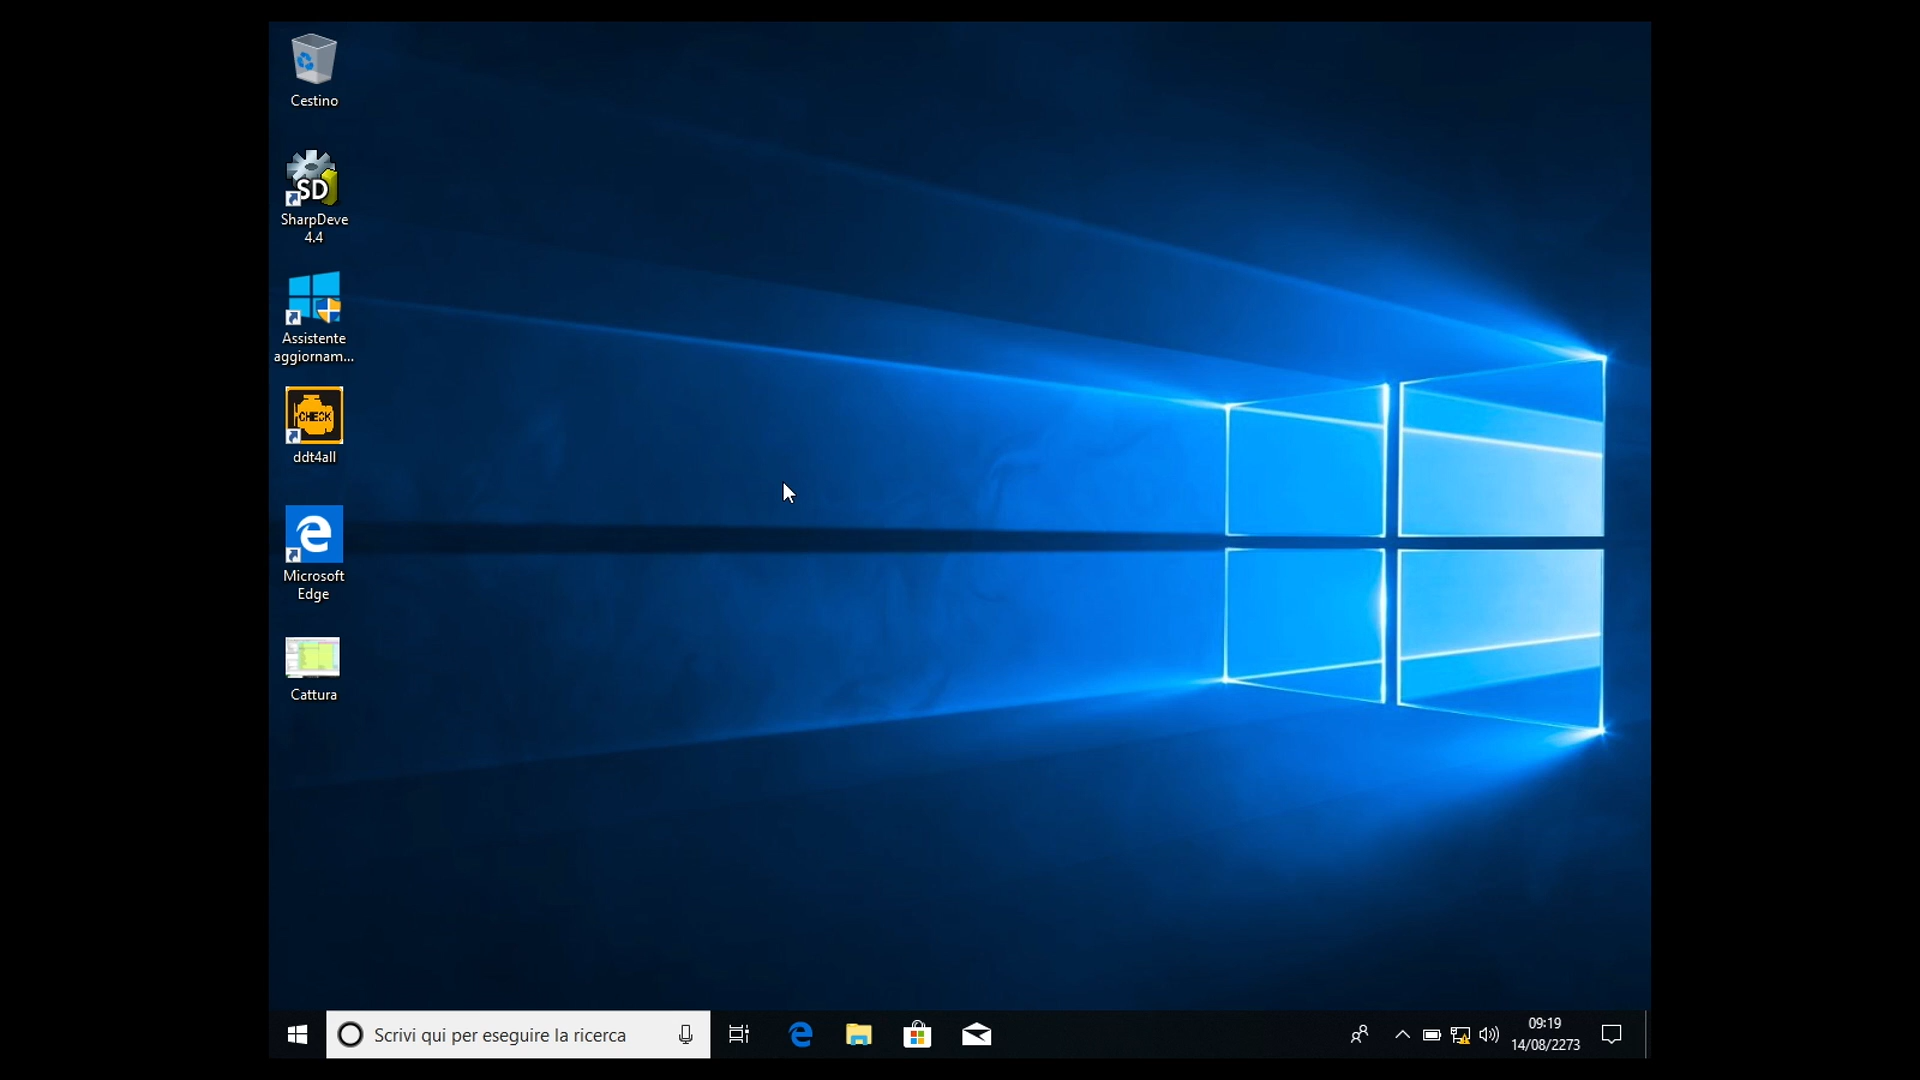 Cestino
SD
SharpDeve
4.4
Assistente
aggiornam...
CHECK
ddt4all
Microsoft
Edge
Cattura
Scrivi qui per eseguire la ricerca
09:19
14/08/2273